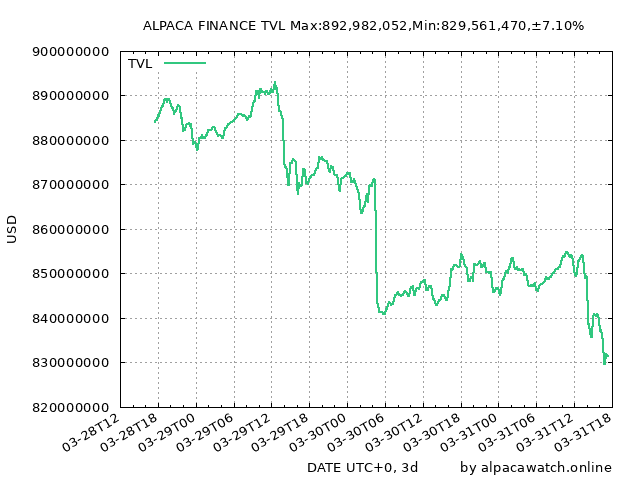 ALPACA FINANCE TVL Max:892,982,052,Min:829,561,470,±7.10%
900000000
TVL
890000000
880000000
870000000
860000000
USD
850000000
840000000
830000000
820000000
03-28T12 03-28T18 03-29T00 03-29T06 03-29T12 03-29T18 03-30T00 03-30T06 03-30T12 03-30T18 03-31T00 03-31T06 03-31T12 03-31T18
DATE UTC+0, 3d by alpacawatch.online